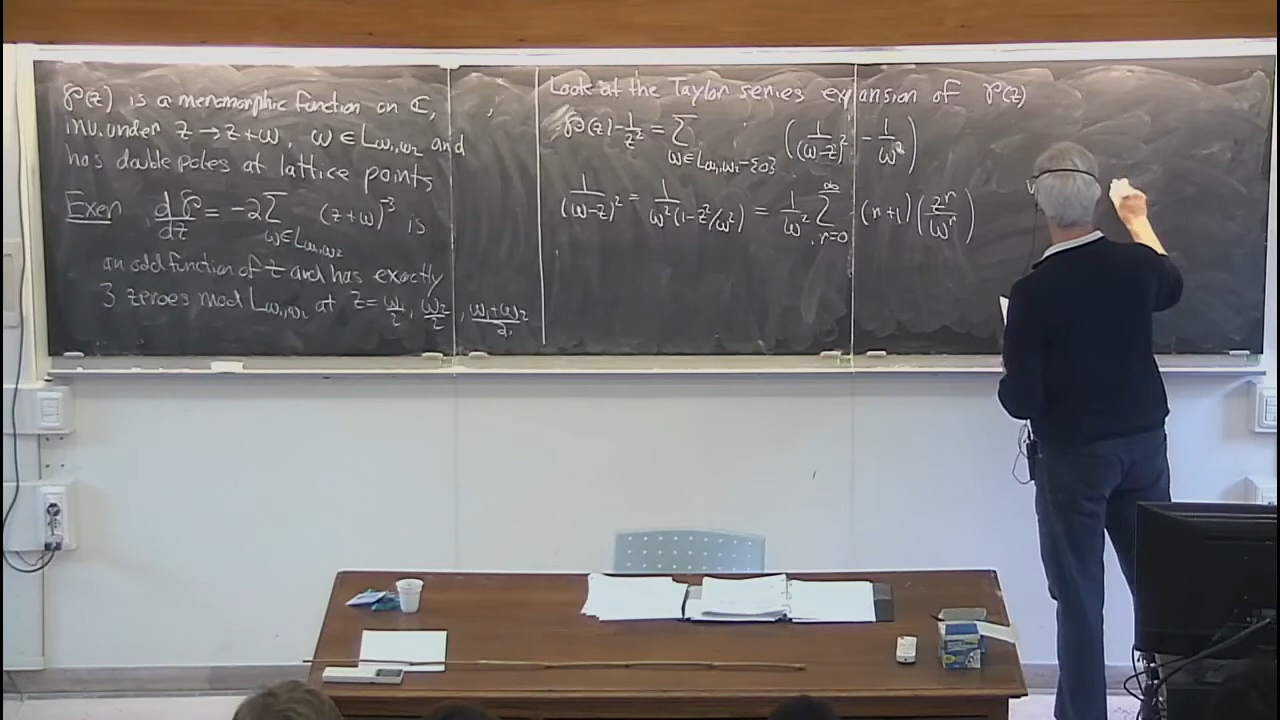 ℘(z) is a meromorphic function on ℂ,
inv. under z → z+ω, ω ∈ L_{ω₁,ω₂} and
has double poles at lattice points
Exer d℘/dz = -2 Σ_{ω∈L_{ω₁,ω₂}} (z+ω)^{-3} is
an odd function of z and has exactly
3 zeroes mod L_{ω₁,ω₂} at z = ω₁/2, ω₂/2, (ω₁+ω₂)/2
Look at the Taylor series expansion of ℘(z)
℘(z) - 1/z² = Σ_{ω∈L_{ω₁,ω₂}-{0}} (1/(ω-z)² - 1/ω²)
1/(ω-z)² = 1/(ω²(1-z²/ω²)) = 1/ω² Σ_{r=0}^{∞} (r+1) (z^r/ω^r)